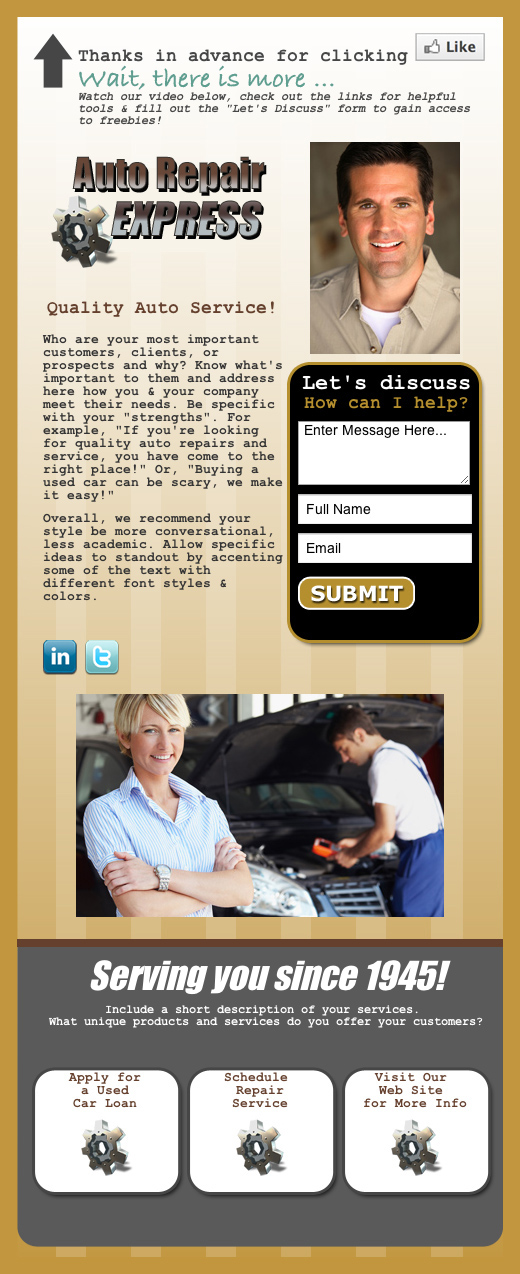 Thanks in advance for clicking
Like
Wait, there is more ...
Watch our video below, check out the links for helpful
tools & fill out the "Let's Discuss" form to gain access
to freebies!
Auto Repair
EXPRESS
Quality Auto Service!
Who are your most important
customers, clients, or
prospects and why? Know what's
important to them and address
here how you & your company
meet their needs. Be specific
with your "strengths". For
example, "If you're looking
for quality auto repairs and
service, you have come to the
right place!" Or, "Buying a
used car can be scary, we make
it easy!"
Overall, we recommend your
style be more conversational,
less academic. Allow specific
ideas to standout by accenting
some of the text with
different font styles &
colors.
Let's discuss
How can I help?
Enter Message Here...
Full Name
Email
SUBMIT
in
t
Serving you since 1945!
Include a short description of your services.
What unique products and services do you offer your customers?
Apply for
a Used
Car Loan
Schedule
Repair
Service
Visit Our
Web Site
for More Info